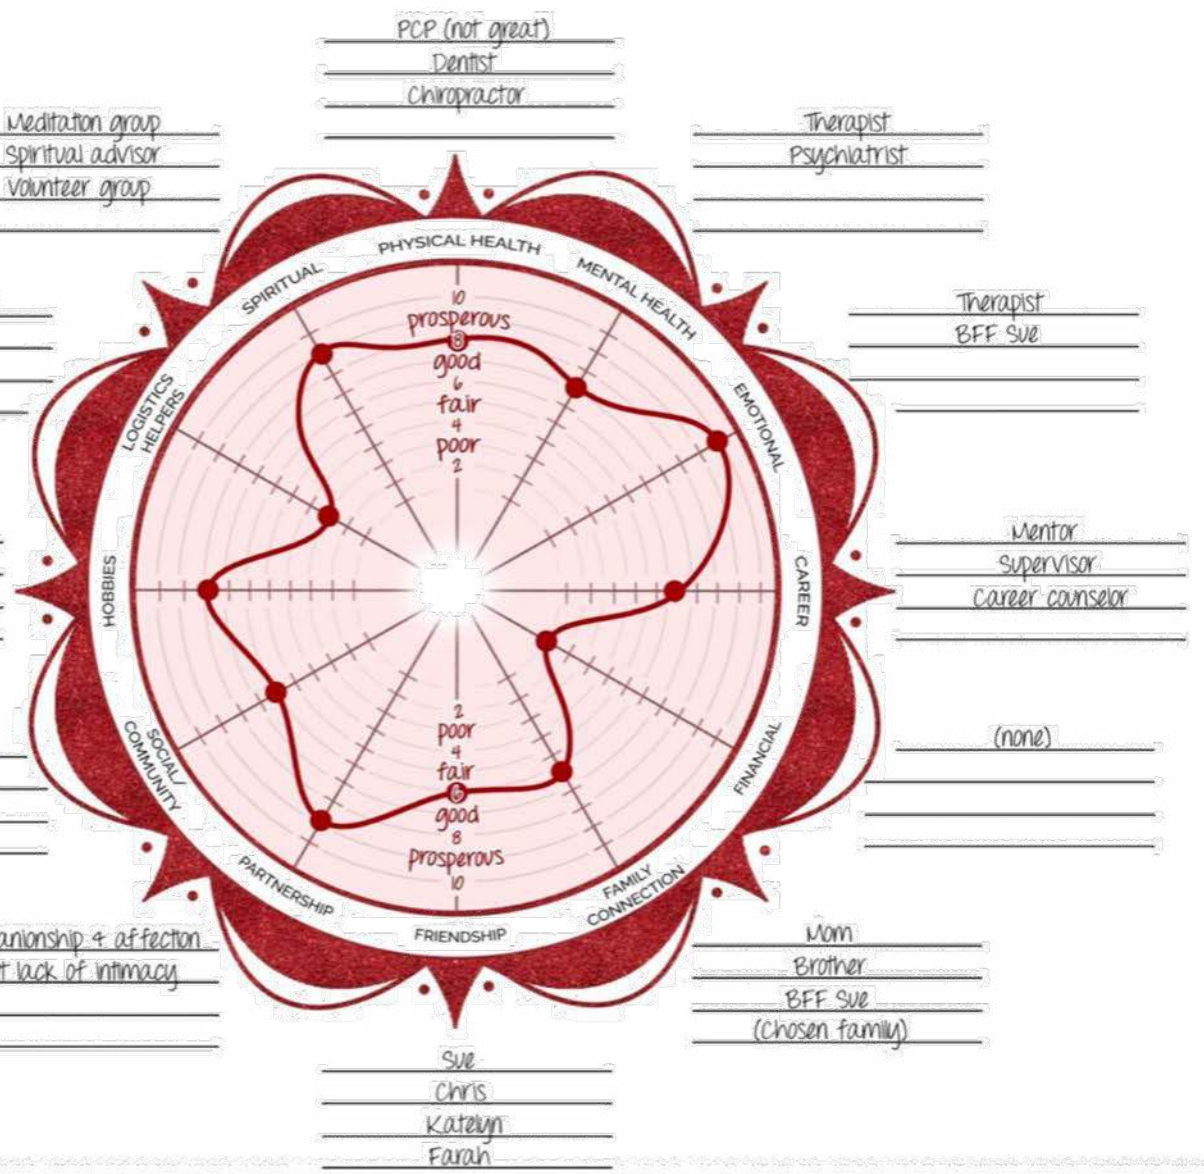 PCP (not great)
Dentist
Chiropractor
Meditation group
Spiritual advisor
Volunteer group
Therapist
Psychiatrist
PHYSICAL HEALTH
SPIRITUAL
MENTAL HEALTH
Therapist
BFF Sue
10
prosperous
8
good
6
fair
4
poor
2
LOGISTICS
HELPERS
EMOTIONAL
Mentor
Supervisor
Career counselor
HOBBIES
CAREER
2
poor
4
fair
6
good
8
prosperous
10
(none)
SOCIAL/
COMMUNITY
FINANCIAL
PARTNERSHIP
FAMILY
CONNECTION
FRIENDSHIP
anionship & affection
t lack of intimacy
Mom
Brother
BFF Sue
(Chosen family)
Sue
Chris
Katelyn
Farah